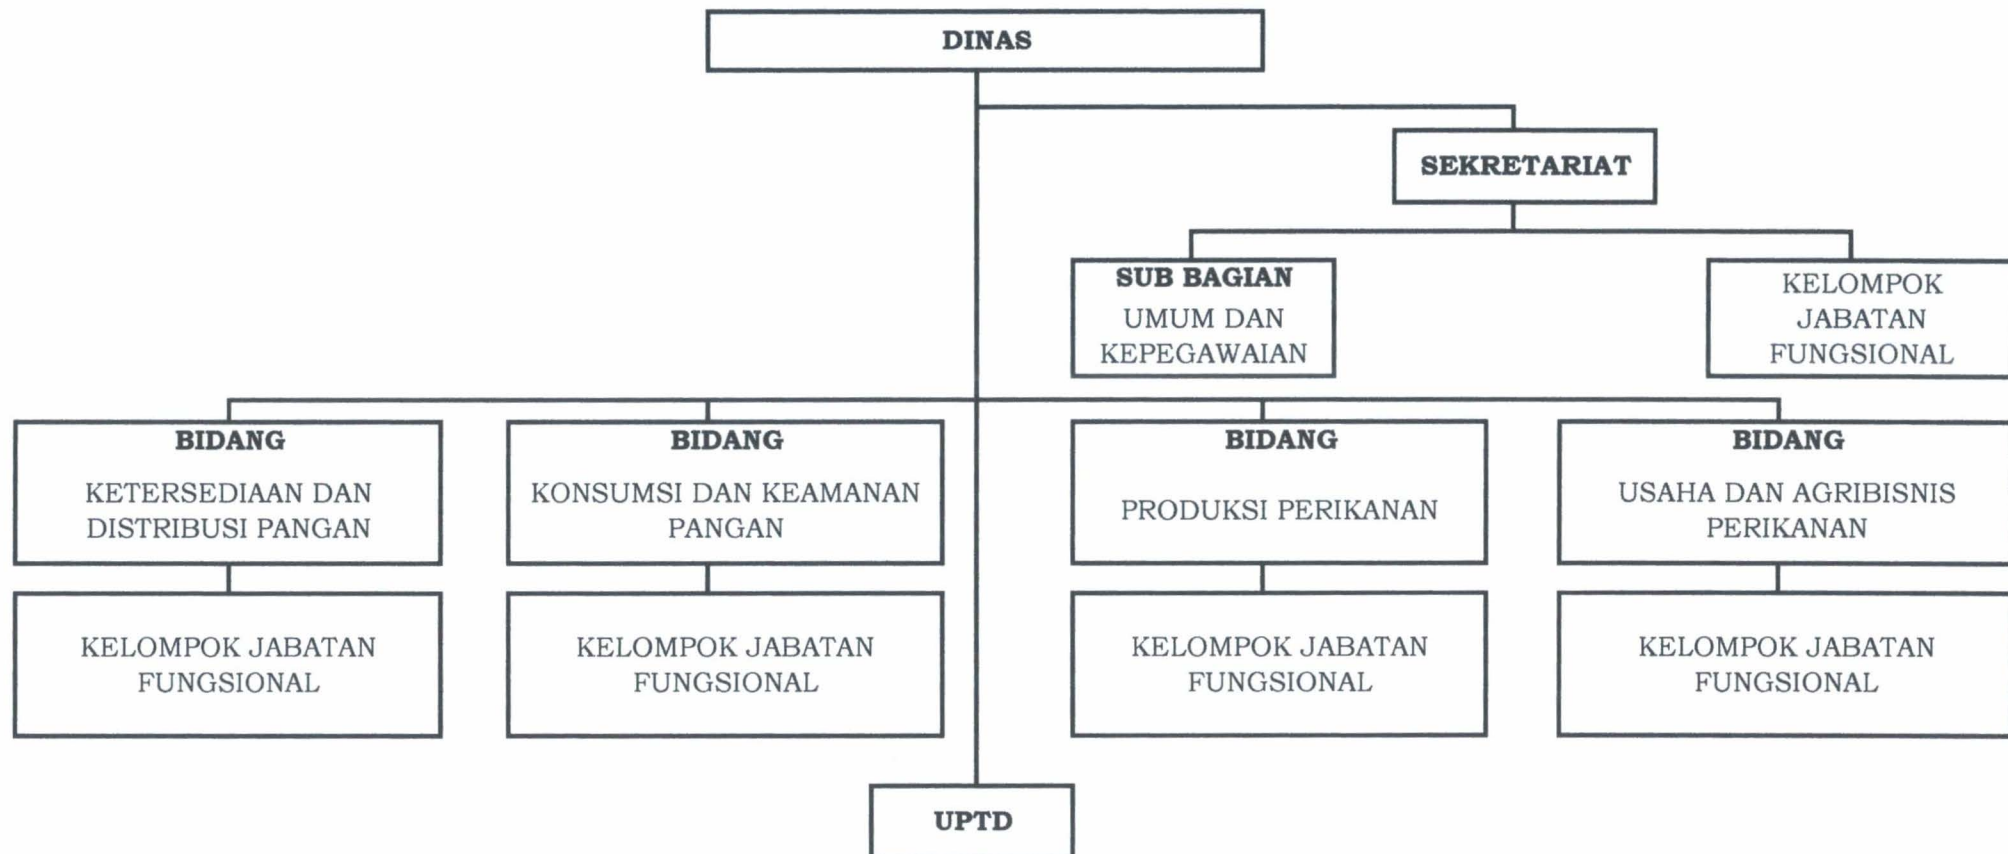 DINAS
SEKRETARIAT
SUB BAGIAN
UMUM DAN
KEPEGAWAIAN
KELOMPOK
JABATAN
FUNGSIONAL
BIDANG
KETERSEDIAAN DAN
DISTRIBUSI PANGAN
BIDANG
KONSUMSI DAN KEAMANAN
PANGAN
BIDANG
PRODUKSI PERIKANAN
BIDANG
USAHA DAN AGRIBISNIS
PERIKANAN
KELOMPOK JABATAN
FUNGSIONAL
KELOMPOK JABATAN
FUNGSIONAL
KELOMPOK JABATAN
FUNGSIONAL
KELOMPOK JABATAN
FUNGSIONAL
UPTD